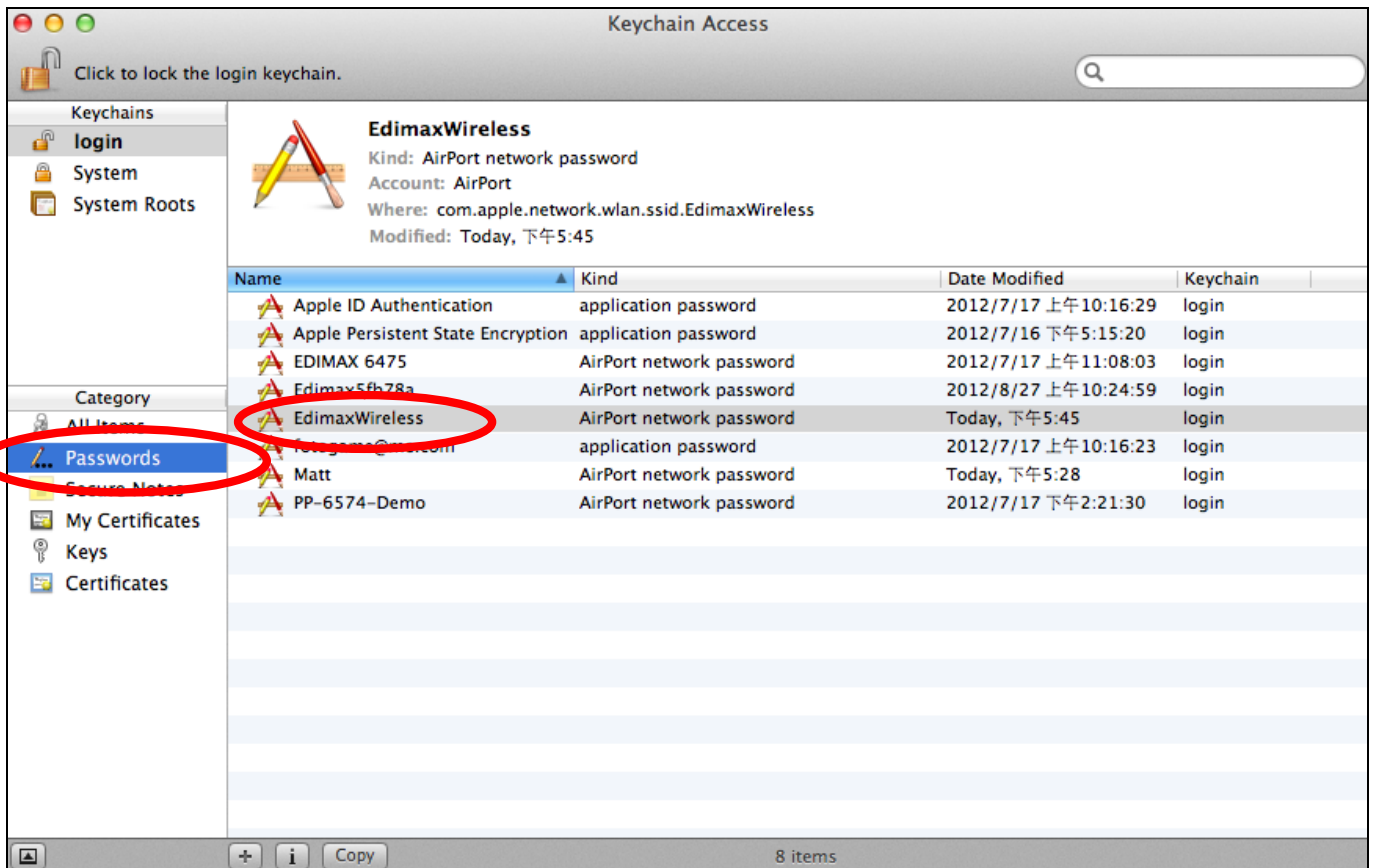 Keychain Access
Click to lock the login keychain.
Keychains
login
System
System Roots
EdimaxWireless
Kind: AirPort network password
Account: AirPort
Where: com.apple.network.wlan.ssid.EdimaxWireless
Modified: Today, 下午5:45
Name Kind Date Modified Keychain
Apple ID Authentication application password 2012/7/17 上午10:16:29 login
Apple Persistent State Encryption application password 2012/7/16 下午5:15:20 login
EDIMAX 6475 AirPort network password 2012/7/17 上午11:08:03 login
Edimax5fb78a AirPort network password 2012/8/27 上午10:24:59 login
EdimaxWireless AirPort network password Today, 下午5:45 login
application password 2012/7/17 上午10:16:23 login
Matt AirPort network password Today, 下午5:28 login
PP-6574-Demo AirPort network password 2012/7/17 下午2:21:30 login
Category
All Items
Passwords
Secure Notes
My Certificates
Keys
Certificates
+ i Copy 8 items